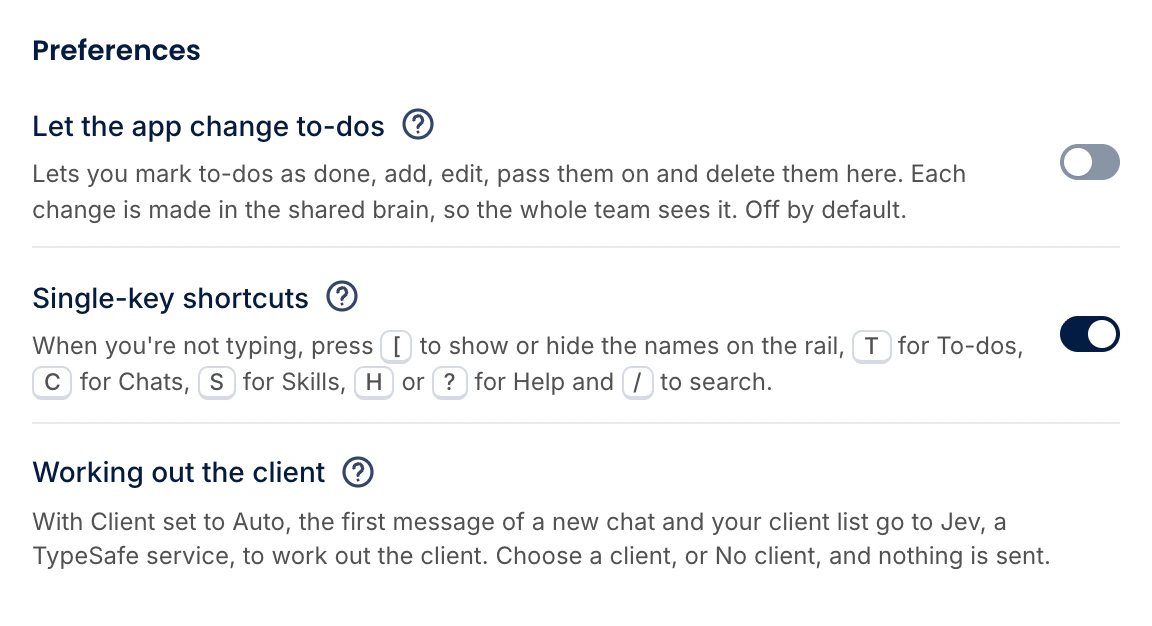 Preferences
Let the app change to-dos ?
Lets you mark to-dos as done, add, edit, pass them on and delete them here. Each
change is made in the shared brain, so the whole team sees it. Off by default.
Single-key shortcuts ?
When you're not typing, press [ to show or hide the names on the rail, T for To-dos,
C for Chats, S for Skills, H or ? for Help and / to search.
Working out the client ?
With Client set to Auto, the first message of a new chat and your client list go to Jev, a
TypeSafe service, to work out the client. Choose a client, or No client, and nothing is sent.